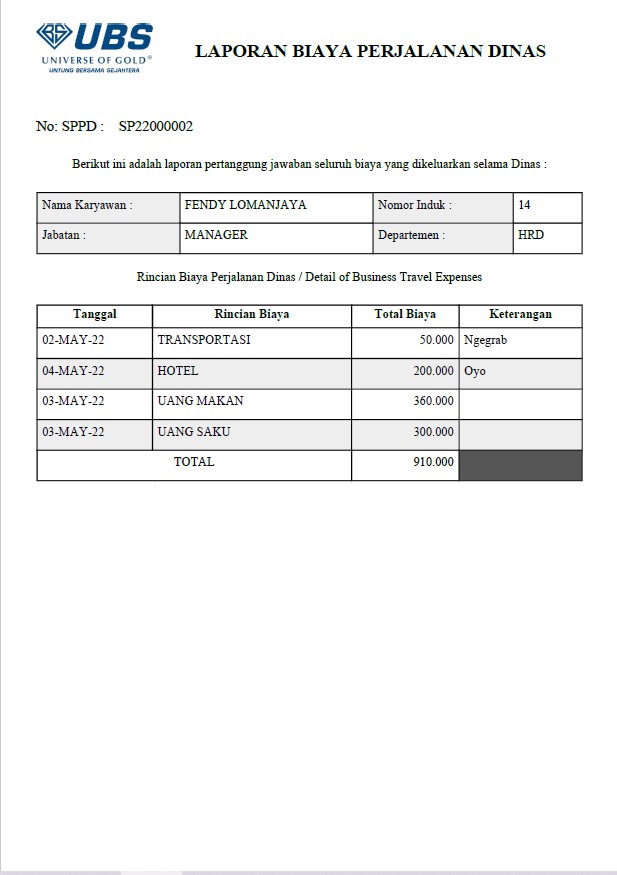 UBS
UNIVERSE OF GOLD®
UNTUNG BERSAMA SEJAHTERA
LAPORAN BIAYA PERJALANAN DINAS
No: SPPD : SP22000002
Berikut ini adalah laporan pertanggung jawaban seluruh biaya yang dikeluarkan selama Dinas :
Nama Karyawan : FENDY LOMANJAYA Nomor Induk : 14
Jabatan : MANAGER Departemen : HRD
Rincian Biaya Perjalanan Dinas / Detail of Business Travel Expenses
Tanggal Rincian Biaya Total Biaya Keterangan
02-MAY-22 TRANSPORTASI 50.000 Ngegrab
04-MAY-22 HOTEL 200.000 Oyo
03-MAY-22 UANG MAKAN 360.000
03-MAY-22 UANG SAKU 300.000
TOTAL 910.000